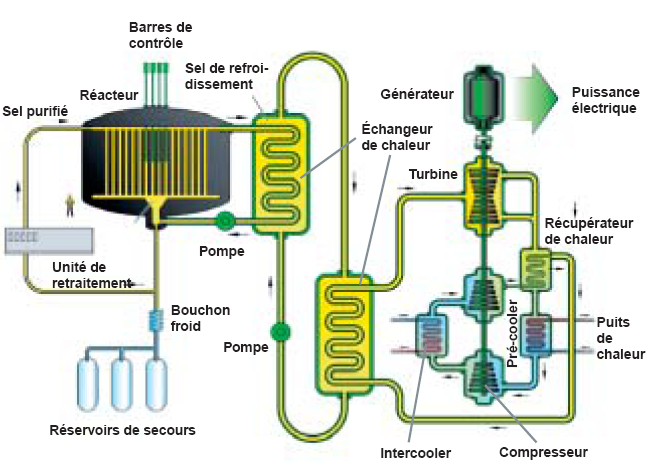 Barres de
contrôle
Sel de refroi-
dissement
Réacteur
Générateur
Puissance
électrique
Sel purifié
Échangeur
de chaleur
Turbine
Récupérateur
de chaleur
Pompe
Unité de
retraitement
Bouchon
froid
Pré-cooler
Puits
de
chaleur
Pompe
Réservoirs de secours
Intercooler
Compresseur